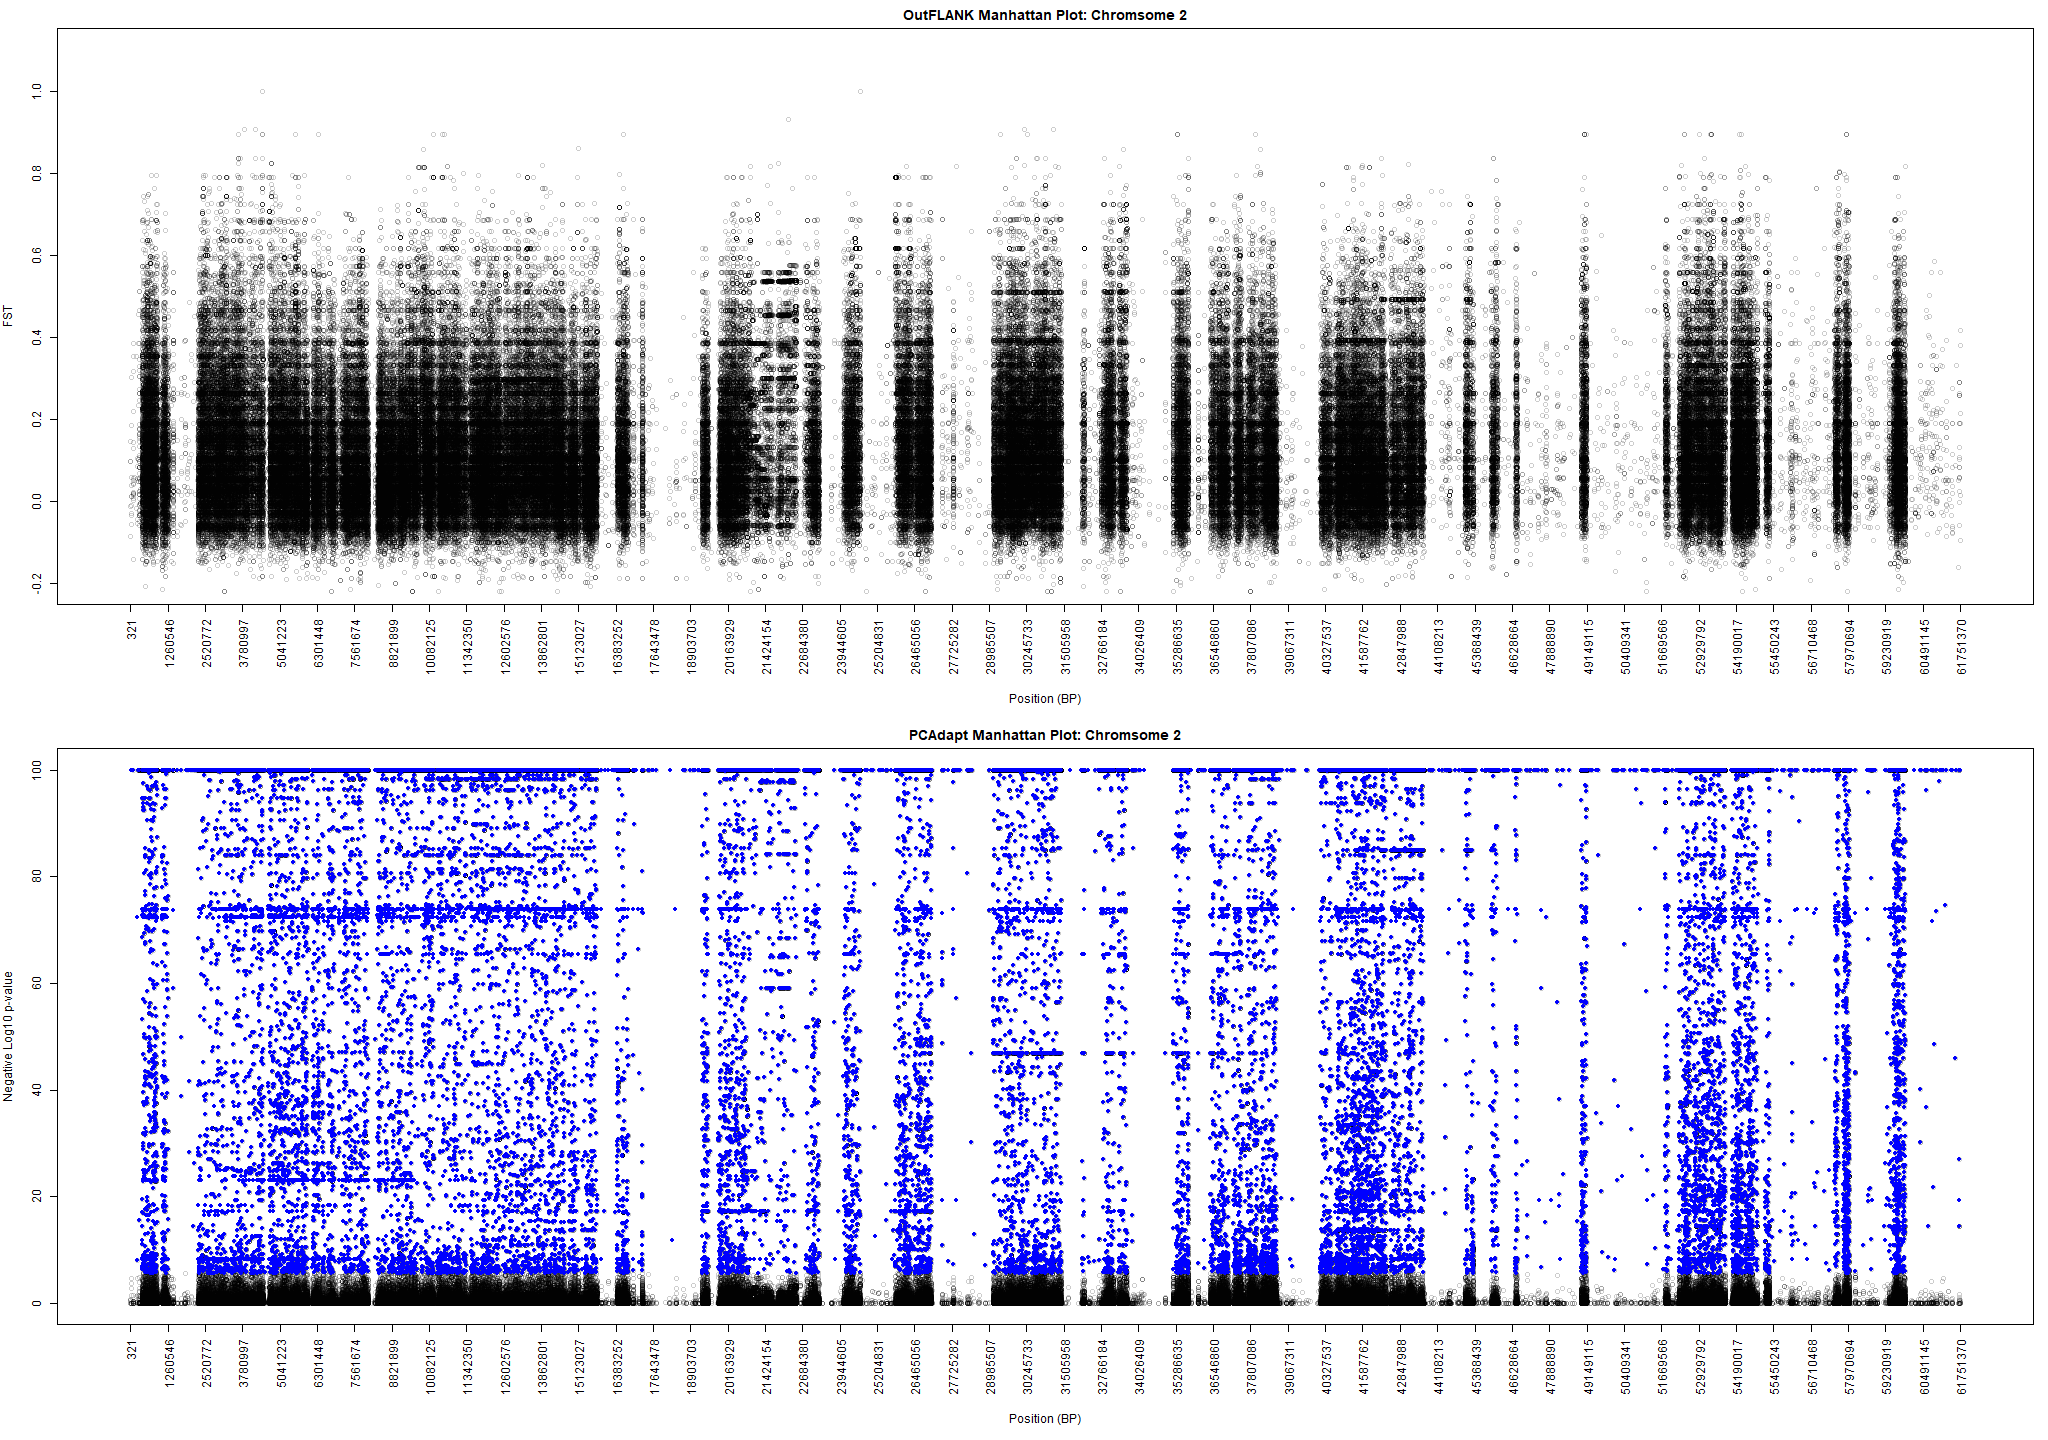 OutFLANK Manhattan Plot: Chromsome 2
FST
1.0
0.8
0.6
0.4
0.2
0.0
-0.2
321 1260546 2520772 3780997 5041223 6301448 7561674 8821899 10082125 11342350 12602576 13862801 15123027 16383252 17643478 18903703 20163929 21424154 22684380 23944605 25204831 26465056 27725282 28985507 30245733 31505958 32766184 34026409 35286635 36546860 37807086 39067311 40327537 41587762 42847988 44108213 45368439 46628664 47888890 49149115 50409341 51669566 52929792 54190017 55450243 56710468 57970694 59230919 60491145 61751370
Position (BP)
PCAdapt Manhattan Plot: Chromsome 2
Negative Log10 p-value
100
80
60
40
20
0
321 1260546 2520772 3780997 5041223 6301448 7561674 8821899 10082125 11342350 12602576 13862801 15123027 16383252 17643478 18903703 20163929 21424154 22684380 23944605 25204831 26465056 27725282 28985507 30245733 31505958 32766184 34026409 35286635 36546860 37807086 39067311 40327537 41587762 42847988 44108213 45368439 46628664 47888890 49149115 50409341 51669566 52929792 54190017 55450243 56710468 57970694 59230919 60491145 61751370
Position (BP)